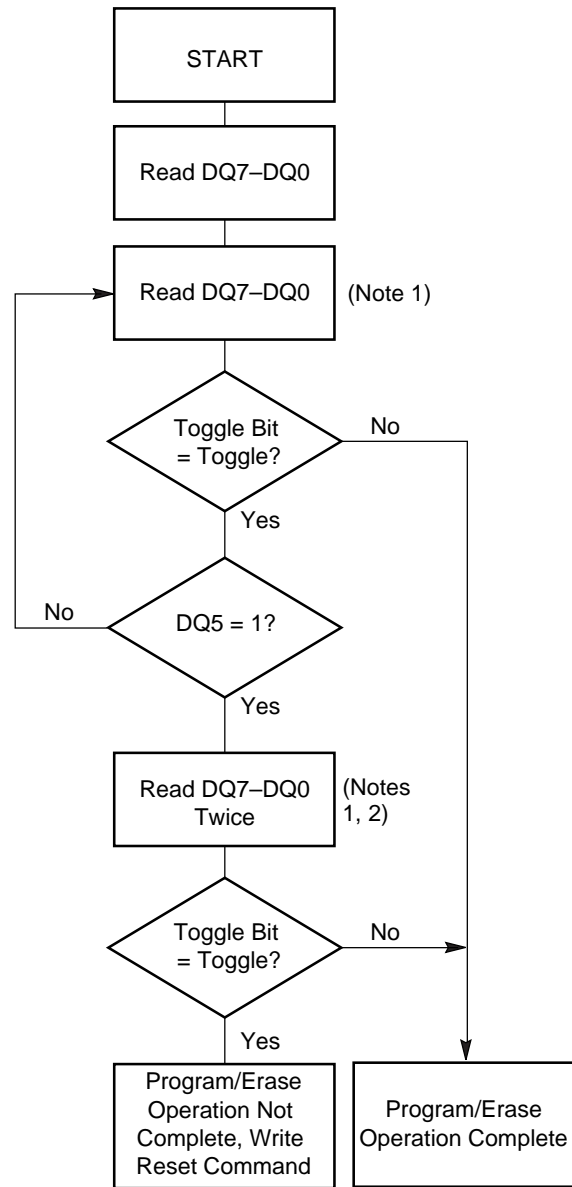 START
Read DQ7–DQ0
Read DQ7–DQ0
(Note 1)
Toggle Bit
= Toggle?
No
Yes
No
DQ5 = 1?
Yes
Read DQ7–DQ0
Twice
(Notes
1, 2)
Toggle Bit
= Toggle?
No
Yes
Program/Erase
Operation Not
Complete, Write
Reset Command
Program/Erase
Operation Complete